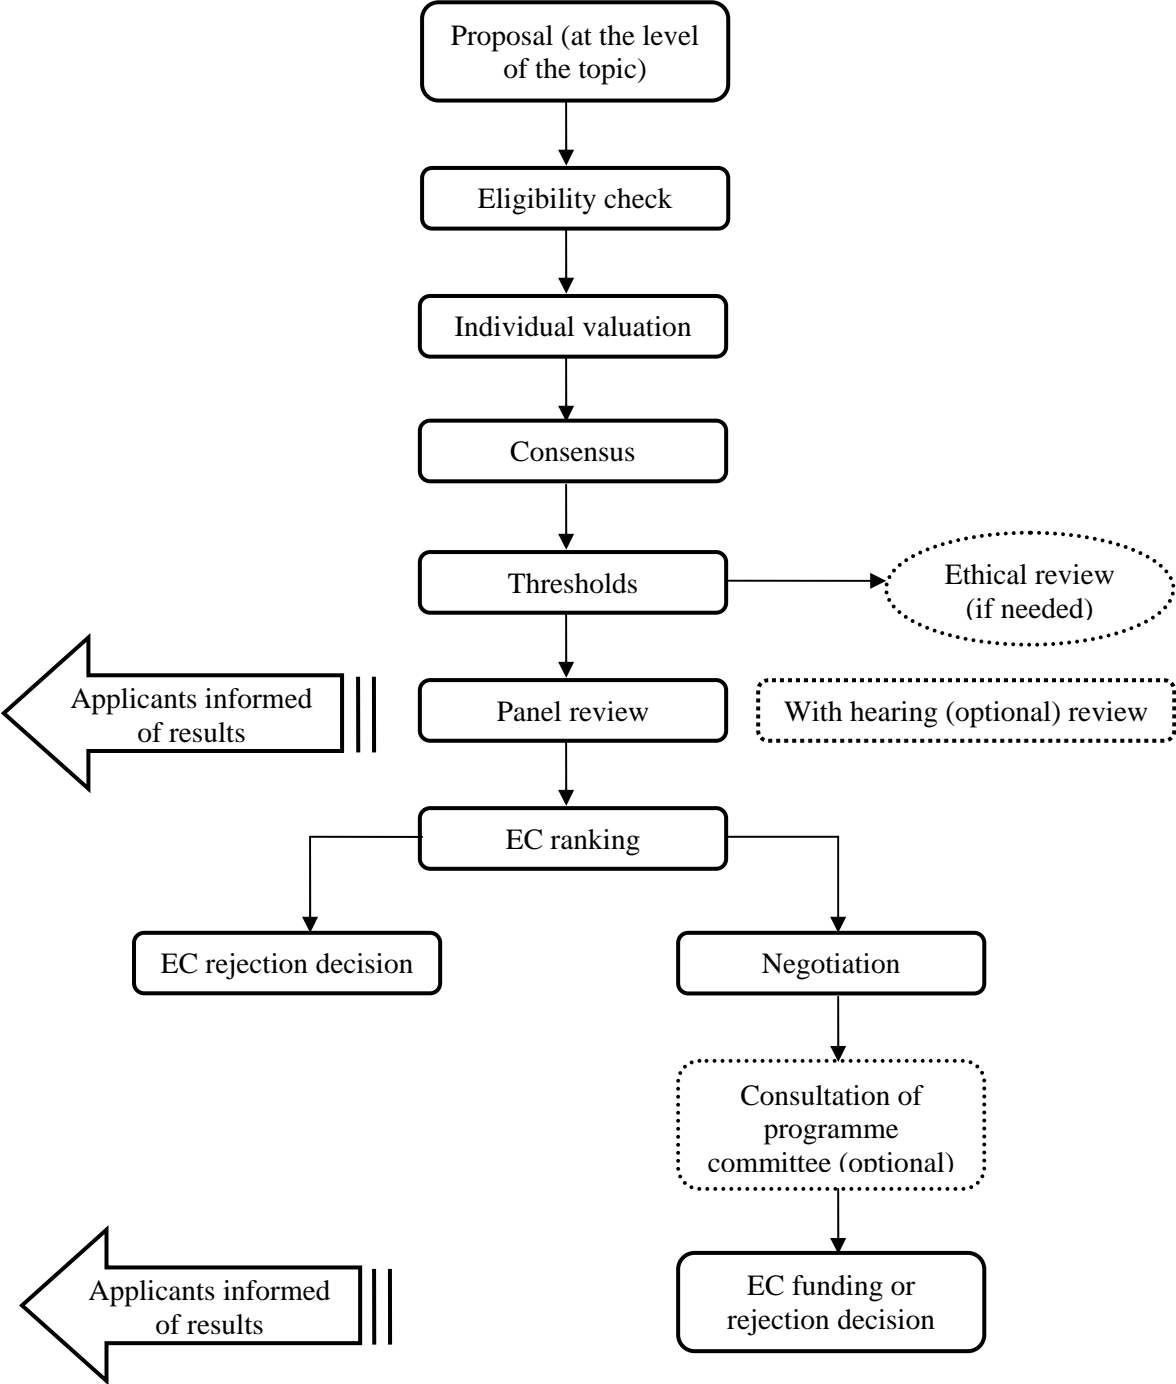 Proposal (at the level
of the topic)
Eligibility check
Individual valuation
Consensus
Thresholds
Ethical review
(if needed)
Applicants informed
of results
Panel review
With hearing (optional) review
EC ranking
EC rejection decision
Negotiation
Consultation of
programme
committee (optional)
Applicants informed
of results
EC funding or
rejection decision